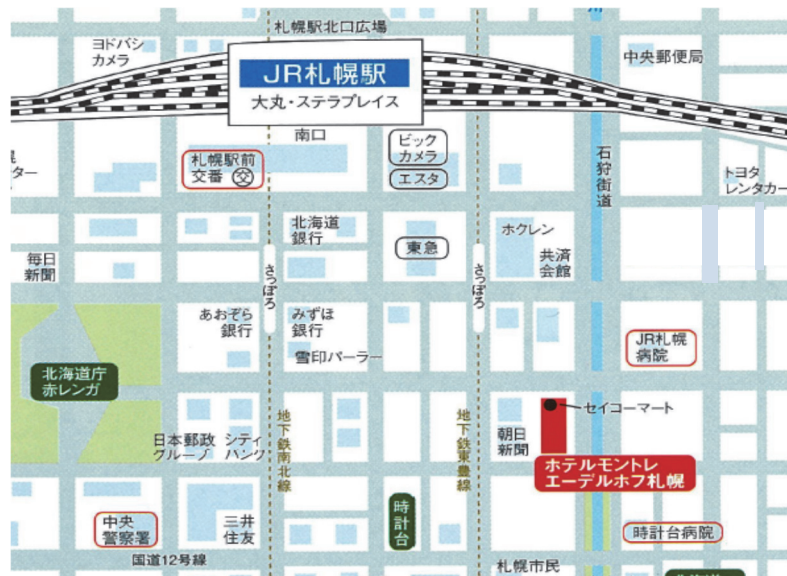 札幌駅北口広場
ヨドバシ
カメラ
中央郵便局
JR札幌駅
大丸・ステラプレイス
南口
ビック
カメラ
エスタ
札幌駅前
交番 交
石狩街道
トヨタ
レンタカー
北海道
銀行
東急
ホクレン
共済
会館
毎日
新聞
さっぽろ
さっぽろ
あおぞら
銀行
みずほ
銀行
雪印パーラー
JR札幌
病院
北海道庁
赤レンガ
セイコーマート
地下鉄南北線
地下鉄東豊線
日本郵政
グループ
シティ
バンク
朝日
新聞
ホテルモントレ
エーデルホフ札幌
中央
警察署
三井
住友
時計台
時計台病院
国道12号線
札幌市民